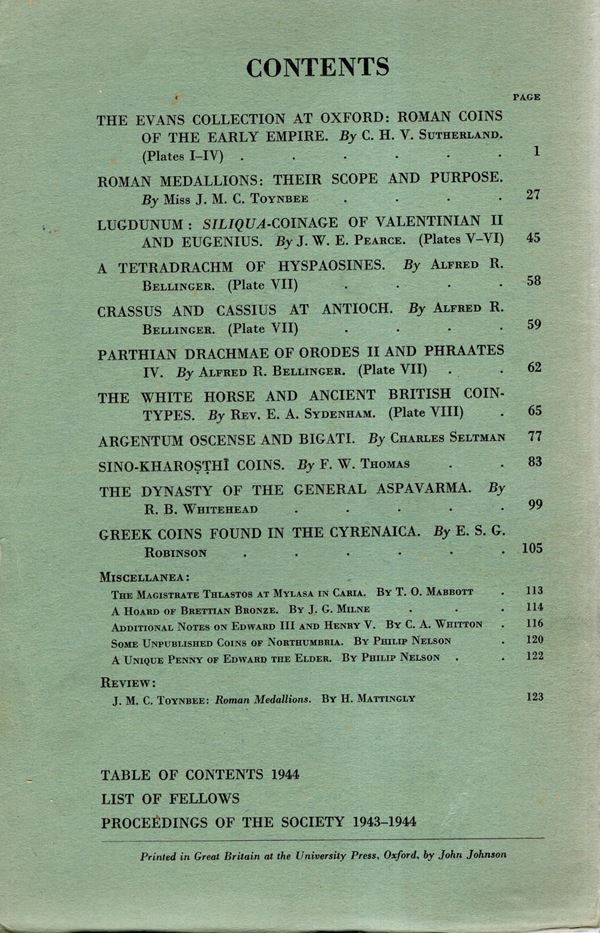 CONTENTS
PAGE
THE EVANS COLLECTION AT OXFORD: ROMAN COINS
OF THE EARLY EMPIRE. By C. H. V. SUTHERLAND.
(Plates I–IV) . . . . . . 1
ROMAN MEDALLIONS: THEIR SCOPE AND PURPOSE.
By MISS J. M. C. TOYNBEE . . . . 27
LUGDUNUM: SILIQUA-COINAGE OF VALENTINIAN II
AND EUGENIUS. By J. W. E. PEARCE. (Plates V–VI) 45
A TETRADRACHM OF HYSPAOSINES. By ALFRED R.
BELLINGER. (Plate VII) . . . . 58
CRASSUS AND CASSIUS AT ANTIOCH. By ALFRED R.
BELLINGER. (Plate VII) . . . . 59
PARTHIAN DRACHMAE OF ORODES II AND PHRAATES
IV. By ALFRED R. BELLINGER. (Plate VII) . . 62
THE WHITE HORSE AND ANCIENT BRITISH COIN-
TYPES. By REV. E. A. SYDENHAM. (Plate VIII) . 65
ARGENTUM OSCENSE AND BIGATI. By CHARLES SELTMAN 77
SINO-KHAROṢṬHĪ COINS. By F. W. THOMAS . . 83
THE DYNASTY OF THE GENERAL ASPAVARMA. By
R. B. WHITEHEAD . . . . . 99
GREEK COINS FOUND IN THE CYRENAICA. By E. S. G.
ROBINSON . . . . . . 105
MISCELLANEA:
THE MAGISTRATE THLASTOS AT MYLASA IN CARIA. BY T. O. MABBOTT . 113
A HOARD OF BRETTIAN BRONZE. BY J. G. MILNE . . . 114
ADDITIONAL NOTES ON EDWARD III AND HENRY V. BY C. A. WHITTON . 116
SOME UNPUBLISHED COINS OF NORTHUMBRIA. BY PHILIP NELSON . 120
A UNIQUE PENNY OF EDWARD THE ELDER. BY PHILIP NELSON . . 122
REVIEW:
J. M. C. TOYNBEE: Roman Medallions. BY H. MATTINGLY 123
TABLE OF CONTENTS 1944
LIST OF FELLOWS
PROCEEDINGS OF THE SOCIETY 1943–1944
Printed in Great Britain at the University Press, Oxford, by John Johnson